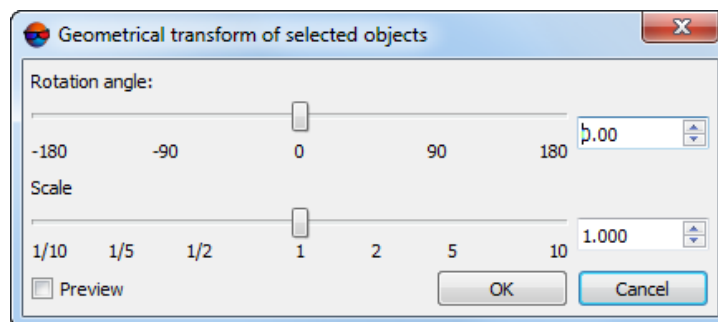 Geometrical transform of selected objects
Rotation angle:
0.00
-180 -90 0 90 180
Scale
1.000
1/10 1/5 1/2 1 2 5 10
Preview OK Cancel